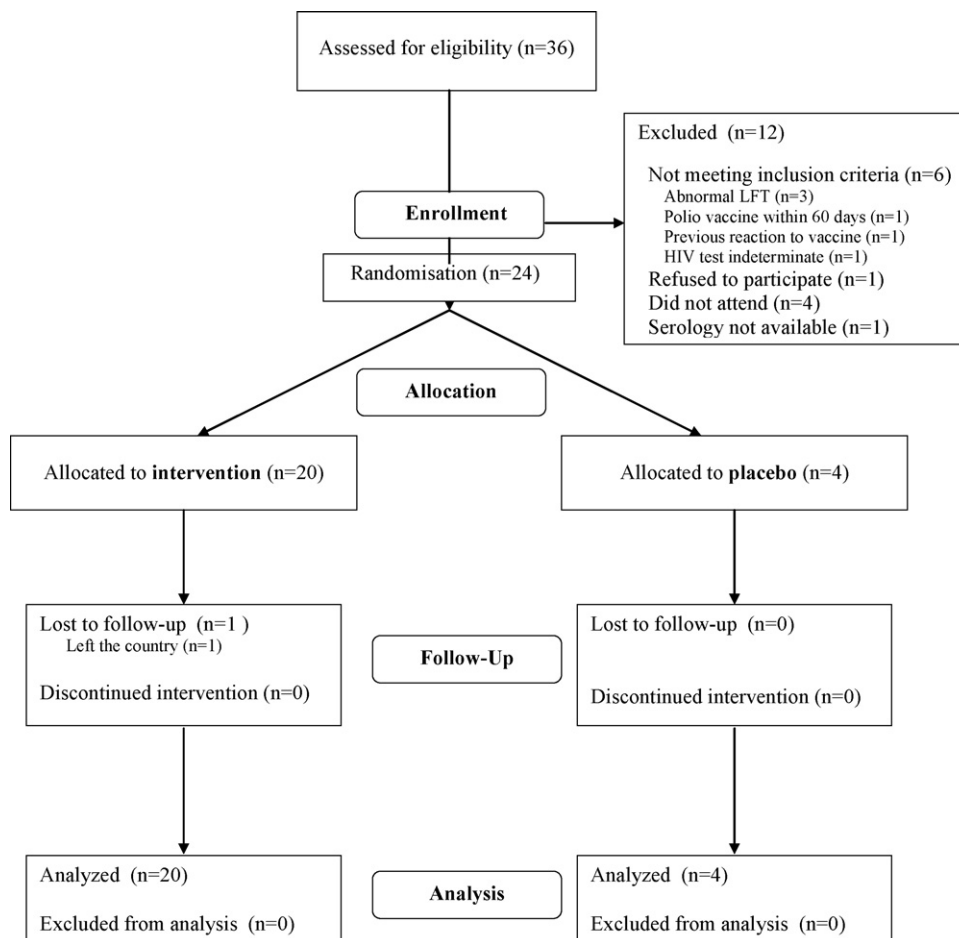 Assessed for eligibility (n=36)
Excluded (n=12)
Not meeting inclusion criteria (n=6)
Abnormal LFT (n=3)
Polio vaccine within 60 days (n=1)
Previous reaction to vaccine (n=1)
HIV test indeterminate (n=1)
Refused to participate (n=1)
Did not attend (n=4)
Serology not available (n=1)
Enrollment
Randomisation (n=24)
Allocation
Allocated to intervention (n=20)
Allocated to placebo (n=4)
Lost to follow-up (n=1 )
Left the country (n=1)
Discontinued intervention (n=0)
Follow-Up
Lost to follow-up (n=0)
Discontinued intervention (n=0)
Analyzed (n=20)
Excluded from analysis (n=0)
Analysis
Analyzed (n=4)
Excluded from analysis (n=0)